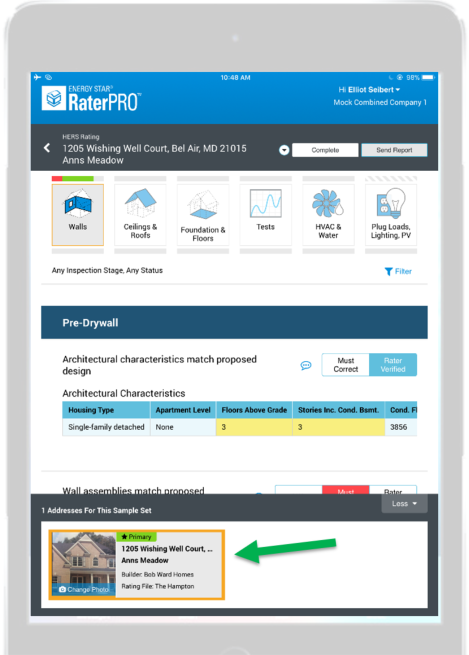 10:48 AM
98%
ENERGY STAR®
RaterPRO™
Hi Elliot Seibert
Mock Combined Company 1
HERS Rating
1205 Wishing Well Court, Bel Air, MD 21015
Anns Meadow
Complete
Send Report
Walls
Ceilings &
Roofs
Foundation &
Floors
Tests
HVAC &
Water
Plug Loads,
Lighting, PV
Any Inspection Stage, Any Status
Filter
Pre-Drywall
Architectural characteristics match proposed
design
Must
Correct
Rater
Verified
Architectural Characteristics
Housing Type Apartment Level Floors Above Grade Stories Inc. Cond. Bsmt. Cond. Fl
Single-family detached None 3 3 3856
Wall assemblies match proposed
Must
Rater
Less
1 Addresses For This Sample Set
★ Primary
1205 Wishing Well Court, ...
Anns Meadow
Builder: Bob Ward Homes
Rating File: The Hampton
Change Photo